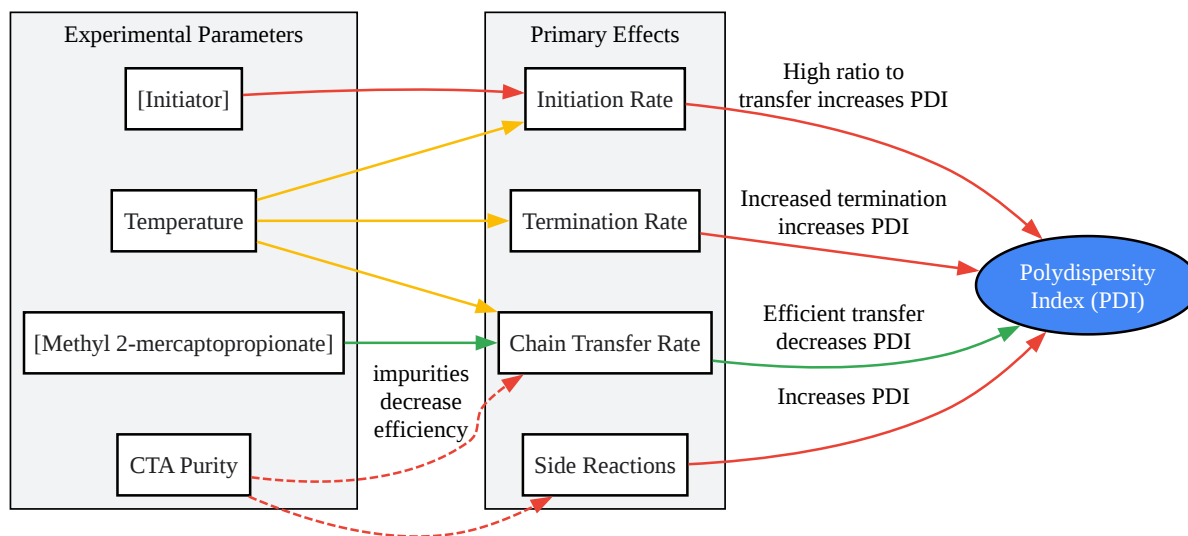 Experimental Parameters
[Initiator]
Temperature
[Methyl 2-mercaptopropionate]
CTA Purity
impurities
decrease
efficiency
Primary Effects
Initiation Rate
Termination Rate
Chain Transfer Rate
Side Reactions
High ratio to
transfer increases PDI
Increased termination
increases PDI
Efficient transfer
decreases PDI
Increases PDI
Polydispersity
Index (PDI)